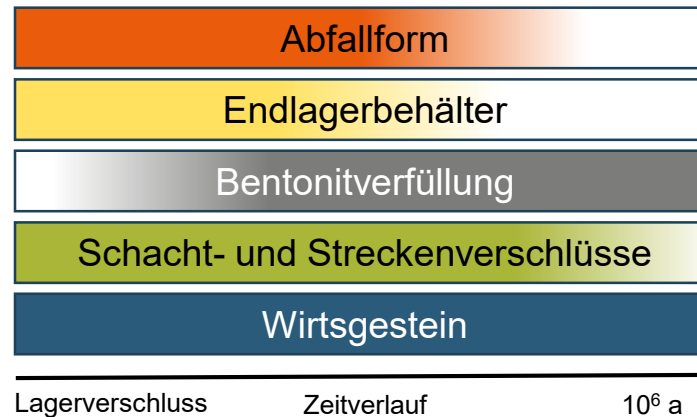 Abfallform
Endlagerbehälter
Bentonitverfüllung
Schacht- und Streckenverschlüsse
Wirtsgestein
Lagerverschluss Zeitverlauf 10⁶ a